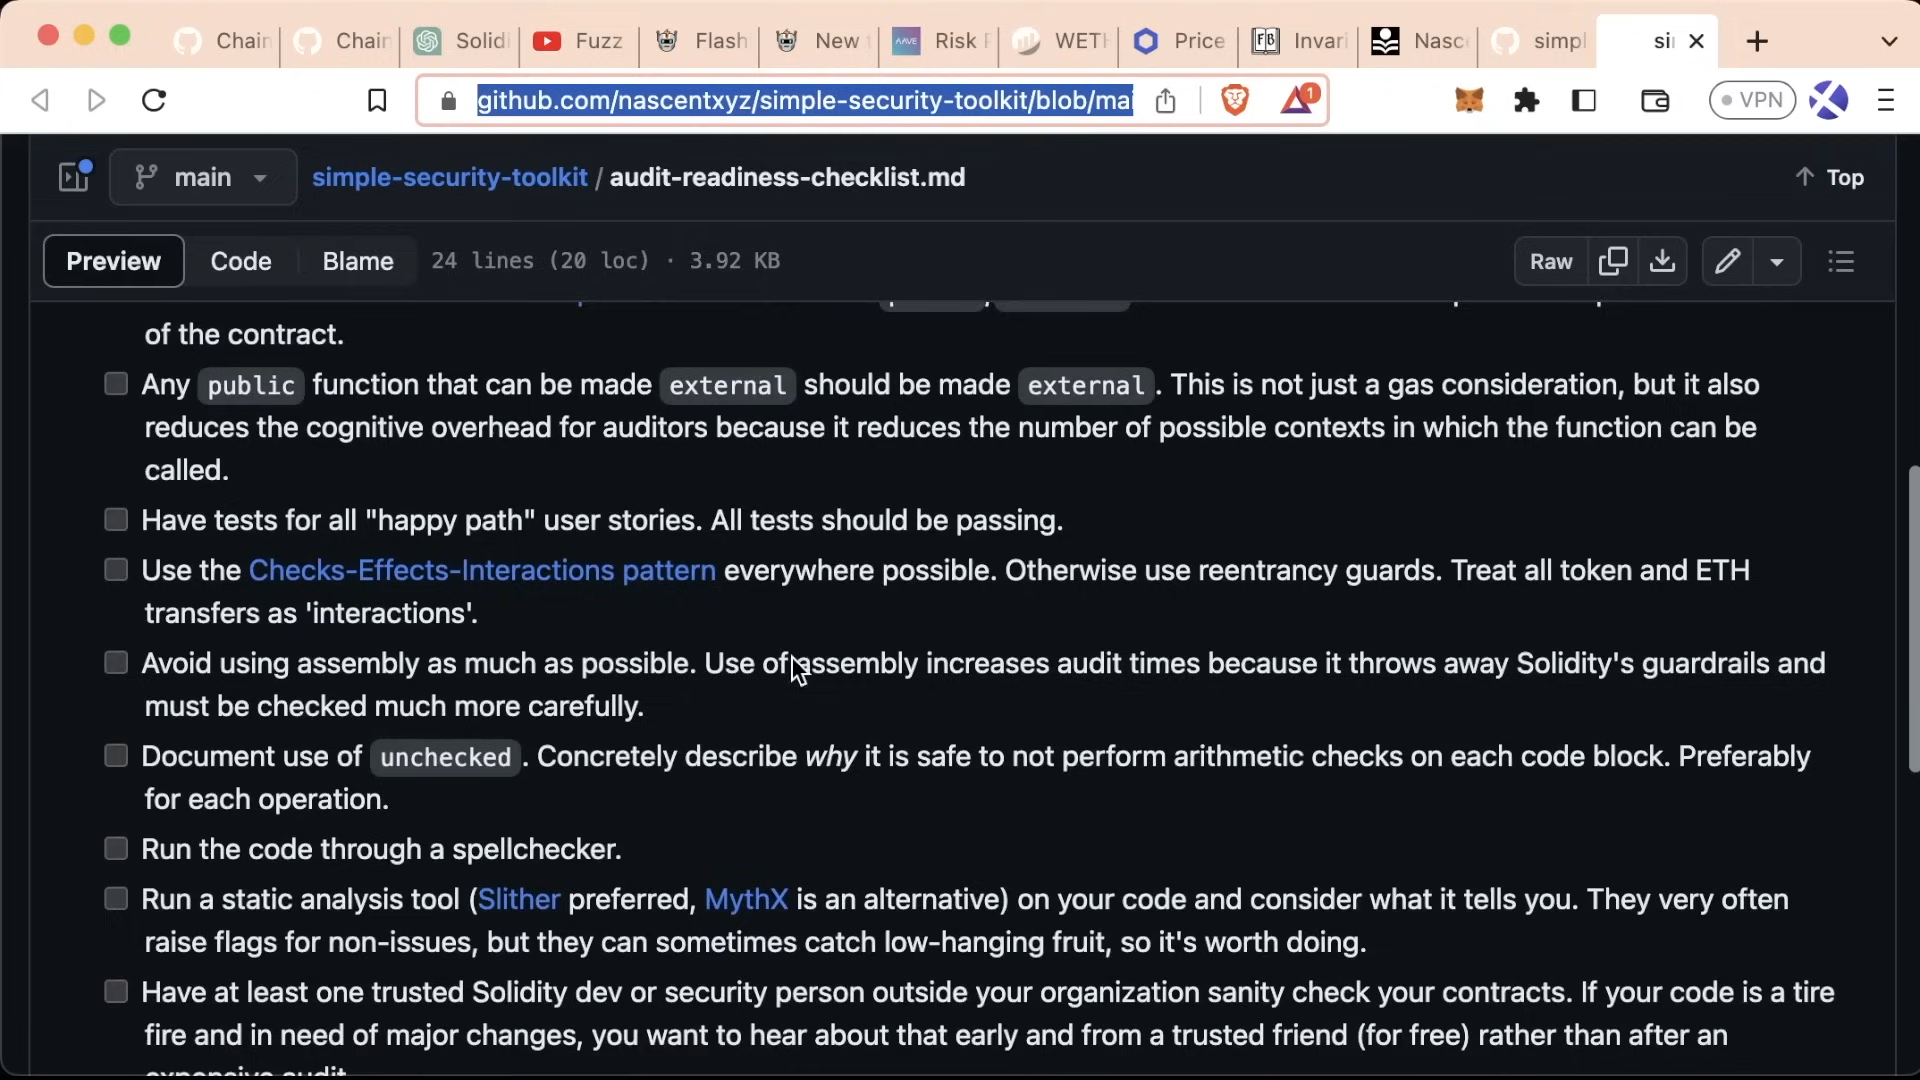 Chain
Chain
Solidi
Fuzz
Flash
New
AAVE
Risk
WETH
Price
FB
Invari
Nasc
simpl
si
github.com/nascentxyz/simple-security-toolkit/blob/mai
1
VPN
main
simple-security-toolkit / audit-readiness-checklist.md
Top
Preview
Code
Blame
24 lines (20 loc) · 3.92 KB
Raw
of the contract.
Any public function that can be made external should be made external . This is not just a gas consideration, but it also
reduces the cognitive overhead for auditors because it reduces the number of possible contexts in which the function can be
called.
Have tests for all "happy path" user stories. All tests should be passing.
Use the Checks-Effects-Interactions pattern everywhere possible. Otherwise use reentrancy guards. Treat all token and ETH
transfers as 'interactions'.
Avoid using assembly as much as possible. Use of assembly increases audit times because it throws away Solidity's guardrails and
must be checked much more carefully.
Document use of unchecked . Concretely describe why it is safe to not perform arithmetic checks on each code block. Preferably
for each operation.
Run the code through a spellchecker.
Run a static analysis tool (Slither preferred, MythX is an alternative) on your code and consider what it tells you. They very often
raise flags for non-issues, but they can sometimes catch low-hanging fruit, so it's worth doing.
Have at least one trusted Solidity dev or security person outside your organization sanity check your contracts. If your code is a tire
fire and in need of major changes, you want to hear about that early and from a trusted friend (for free) rather than after an
expensive audit.